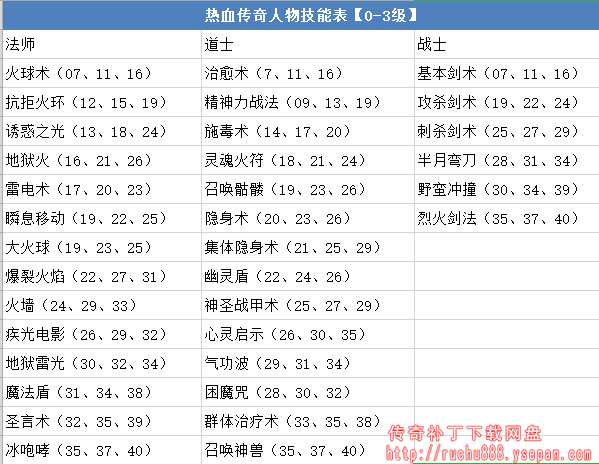 热血传奇人物技能表【0-3级】
法师 道士 战士
火球术（07、11、16） 治愈术（7、11、16） 基本剑术（07、11、16）
抗拒火环（12、15、19） 精神力战法（09、13、19） 攻杀剑术（19、22、24）
诱惑之光（13、18、24） 施毒术（14、17、20） 刺杀剑术（25、27、29）
地狱火（16、21、26） 灵魂火符（18、21、24） 半月弯刀（28、31、34）
雷电术（17、20、23） 召唤骷髅（19、23、26） 野蛮冲撞（30、34、39）
瞬息移动（19、22、25） 隐身术（20、23、26） 烈火剑法（35、37、40）
大火球（19、23、25） 集体隐身术（21、25、29）
爆裂火焰（22、27、31） 幽灵盾（22、24、26）
火墙（24、29、33） 神圣战甲术（25、27、29）
疾光电影（26、29、32） 心灵启示（26、30、35）
地狱雷光（30、32、34） 气功波（29、31、34）
魔法盾（31、34、38） 困魔咒（28、30、32）
圣言术（32、35、39） 群体治疗术（33、35、38）
冰咆哮（35、37、40） 召唤神兽（35、37、40）
传奇补丁下载网盘
http://ruchu888.ysepan.com